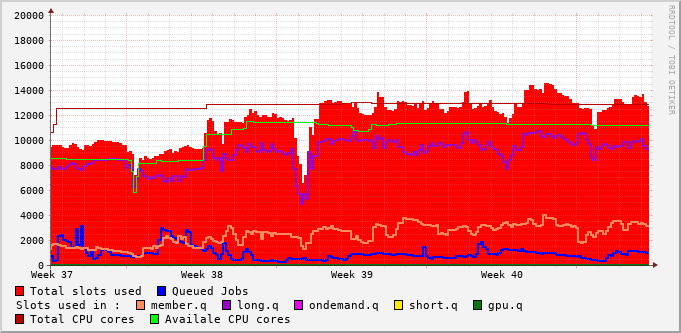 RRDTOOL / TOBI OETIKER
20000
18000
16000
14000
12000
10000
8000
6000
4000
2000
0
Week 37 Week 38 Week 39 Week 40
Total slots used Queued Jobs
Slots used in : member.q long.q ondemand.q short.q gpu.q
Total CPU cores Availale CPU cores